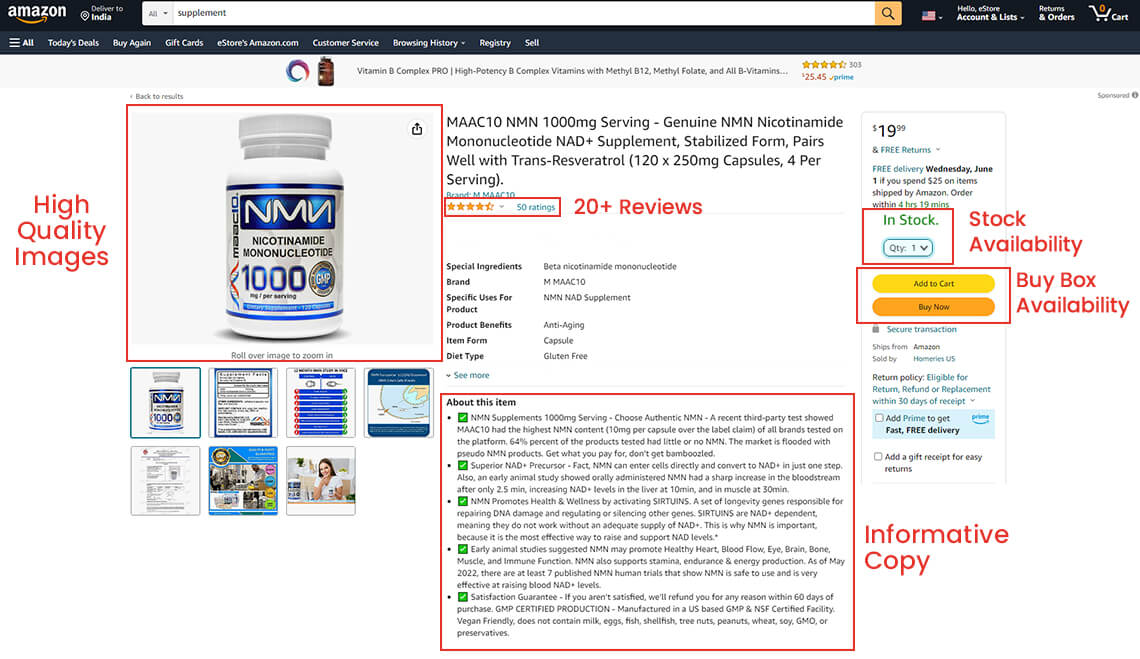 amazon
Deliver to
India
All
supplement
Hello, eStore
Account & Lists
Returns
& Orders
0
Cart
All
Today's Deals
Buy Again
Gift Cards
eStore's Amazon.com
Customer Service
Browsing History
Registry
Sell
Vitamin B Complex PRO | High-Potency B Complex Vitamins with Methyl B12, Methyl Folate, and All B-Vitamins...
303
$25.45 prime
‹ Back to results
Sponsored
High
Quality
Images
maac10
NMN
NICOTINAMIDE
MONONUCLEOTIDE
1000
mg / per serving
GMP
Dietary Supplement - 120 Capsules
Roll over image to zoom in
MAAC10 NMN 1000mg Serving - Genuine NMN Nicotinamide
Mononucleotide NAD+ Supplement, Stabilized Form, Pairs
Well with Trans-Resveratrol (120 x 250mg Capsules, 4 Per
Serving).
Brand: M MAAC10
50 ratings
20+ Reviews
Special Ingredients Beta nicotinamide mononucleotide
Brand M MAAC10
Specific Uses For NMN NAD Supplement
Product
Product Benefits Anti-Aging
Item Form Capsule
Diet Type Gluten Free
See more
About this item
✅ NMN Supplements 1000mg Serving - Choose Authentic NMN - A recent third-party test showed
MAAC10 had the highest NMN content (10mg per capsule over the label claim) of all brands tested on
the platform. 64% percent of the products tested had little or no NMN. The market is flooded with
pseudo NMN products. Get what you pay for, don't get bamboozled.
✅ Superior NAD+ Precursor - Fact, NMN can enter cells directly and convert to NAD+ in just one step.
Also, an early animal study showed orally administered NMN had a sharp increase in the bloodstream
after only 2.5 min, increasing NAD+ levels in the liver at 10min, and in muscle at 30min.
✅ NMN Promotes Health & Wellness by activating SIRTUINS. A set of longevity genes responsible for
repairing DNA damage and regulating or silencing other genes. SIRTUINS are NAD+ dependent,
meaning they do not work without an adequate supply of NAD+. This is why NMN is important,
because it is the most effective way to raise and support NAD levels.*
✅ Early animal studies suggested NMN may promote Healthy Heart, Blood Flow, Eye, Brain, Bone,
Muscle, and Immune Function. NMN also supports stamina, endurance & energy production. As of May
2022, there are at least 7 published NMN human trials that show NMN is safe to use and is very
effective at raising blood NAD+ levels.
✅ Satisfaction Guarantee - If you aren't satisfied, we'll refund you for any reason within 60 days of
purchase. GMP CERTIFIED PRODUCTION - Manufactured in a US based GMP & NSF Certified Facility.
Vegan Friendly, does not contain milk, eggs, fish, shellfish, tree nuts, peanuts, wheat, soy, GMO, or
preservatives.
Informative
Copy
$19.99
& FREE Returns
FREE delivery Wednesday, June
1 if you spend $25 on items
shipped by Amazon. Order
within 4 hrs 19 mins
In Stock.
Qty: 1
Stock
Availability
Add to Cart
Buy Now
Buy Box
Availability
Secure transaction
Ships from Amazon
Sold by Homeries US
Return policy: Eligible for
Return, Refund or Replacement
within 30 days of receipt
Add Prime to get
Fast, FREE delivery
prime
Add a gift receipt for easy
returns